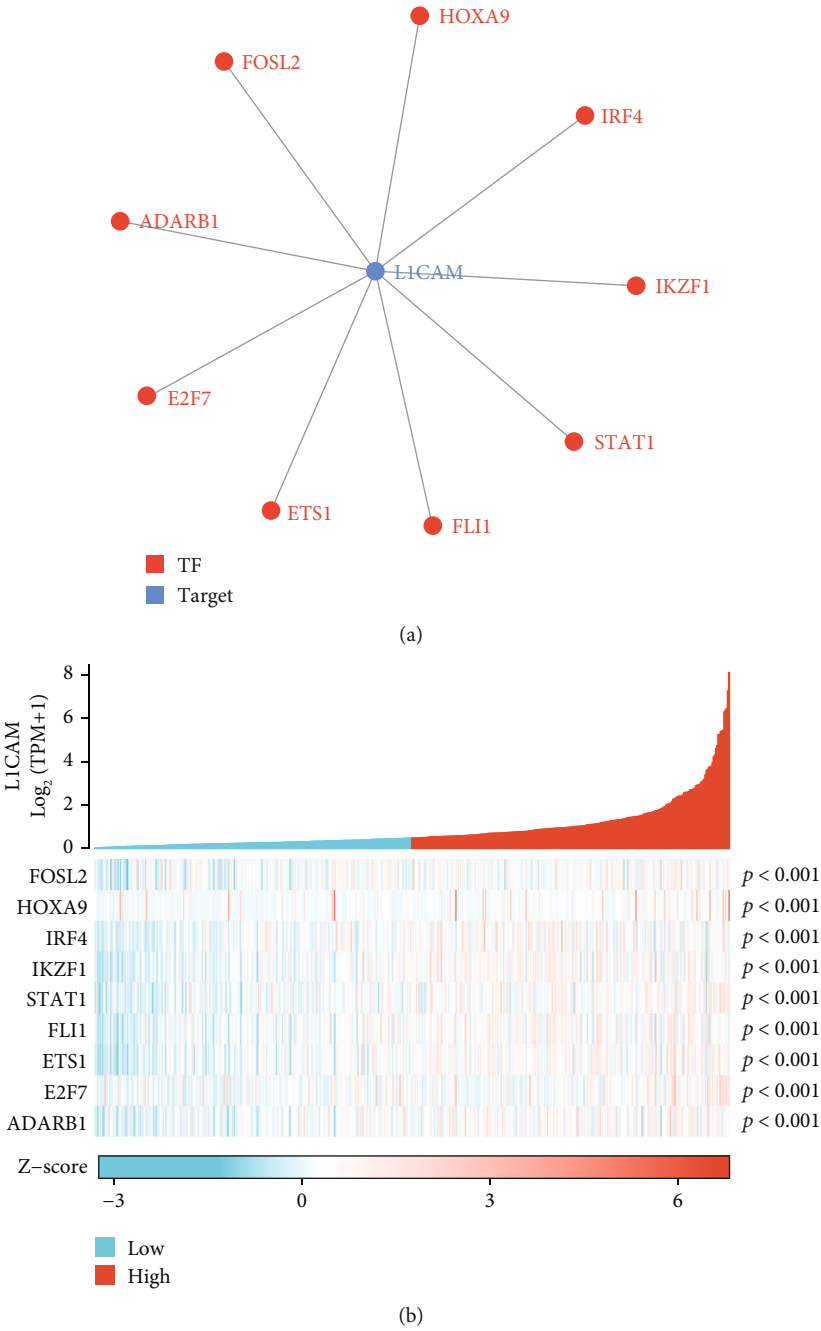 HOXA9
FOSL2
IRF4
ADARB1
L1CAM
IKZF1
E2F7
STAT1
ETS1
FLI1
TF
Target
(a)
L1CAM
Log₂ (TPM+1)
8
6
4
2
0
FOSL2 p < 0.001
HOXA9 p < 0.001
IRF4 p < 0.001
IKZF1 p < 0.001
STAT1 p < 0.001
FLI1 p < 0.001
ETS1 p < 0.001
E2F7 p < 0.001
ADARB1 p < 0.001
Z−score
−3 0 3 6
Low
High
(b)